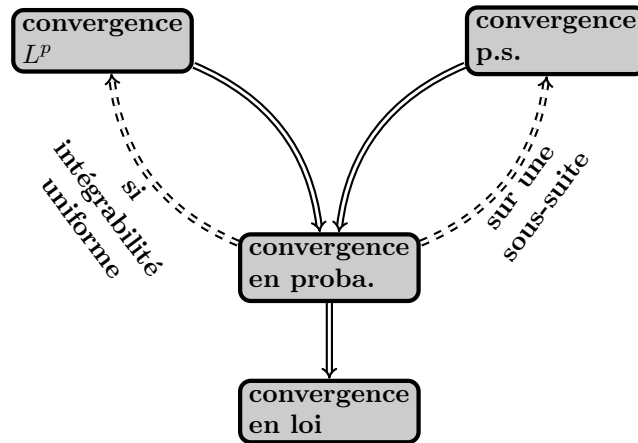 convergence
L^p
convergence
p.s.
si
intégrabilité
uniforme
sur une
sous-suite
convergence
en proba.
convergence
en loi